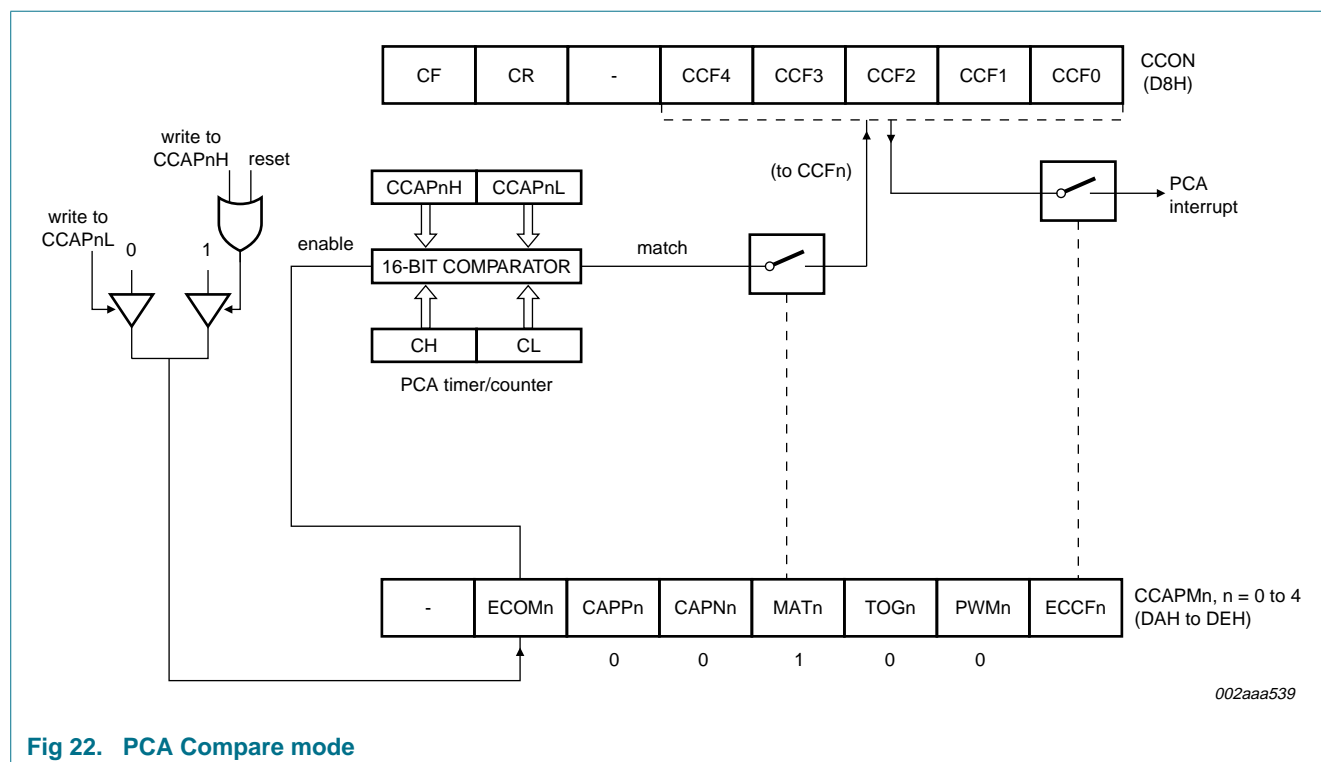 CF CR - CCF4 CCF3 CCF2 CCF1 CCF0
CCON
(D8H)
write to
CCAPnH
reset
write to
CCAPnL
0 1
enable
CCAPnH CCAPnL
16-BIT COMPARATOR
match
(to CCFn)
PCA
interrupt
CH CL
PCA timer/counter
- ECOMn CAPPn CAPNn MATn TOGn PWMn ECCFn
CCAPMn, n = 0 to 4
(DAH to DEH)
0 0 1 0 0
002aaa539
Fig 22. PCA Compare mode